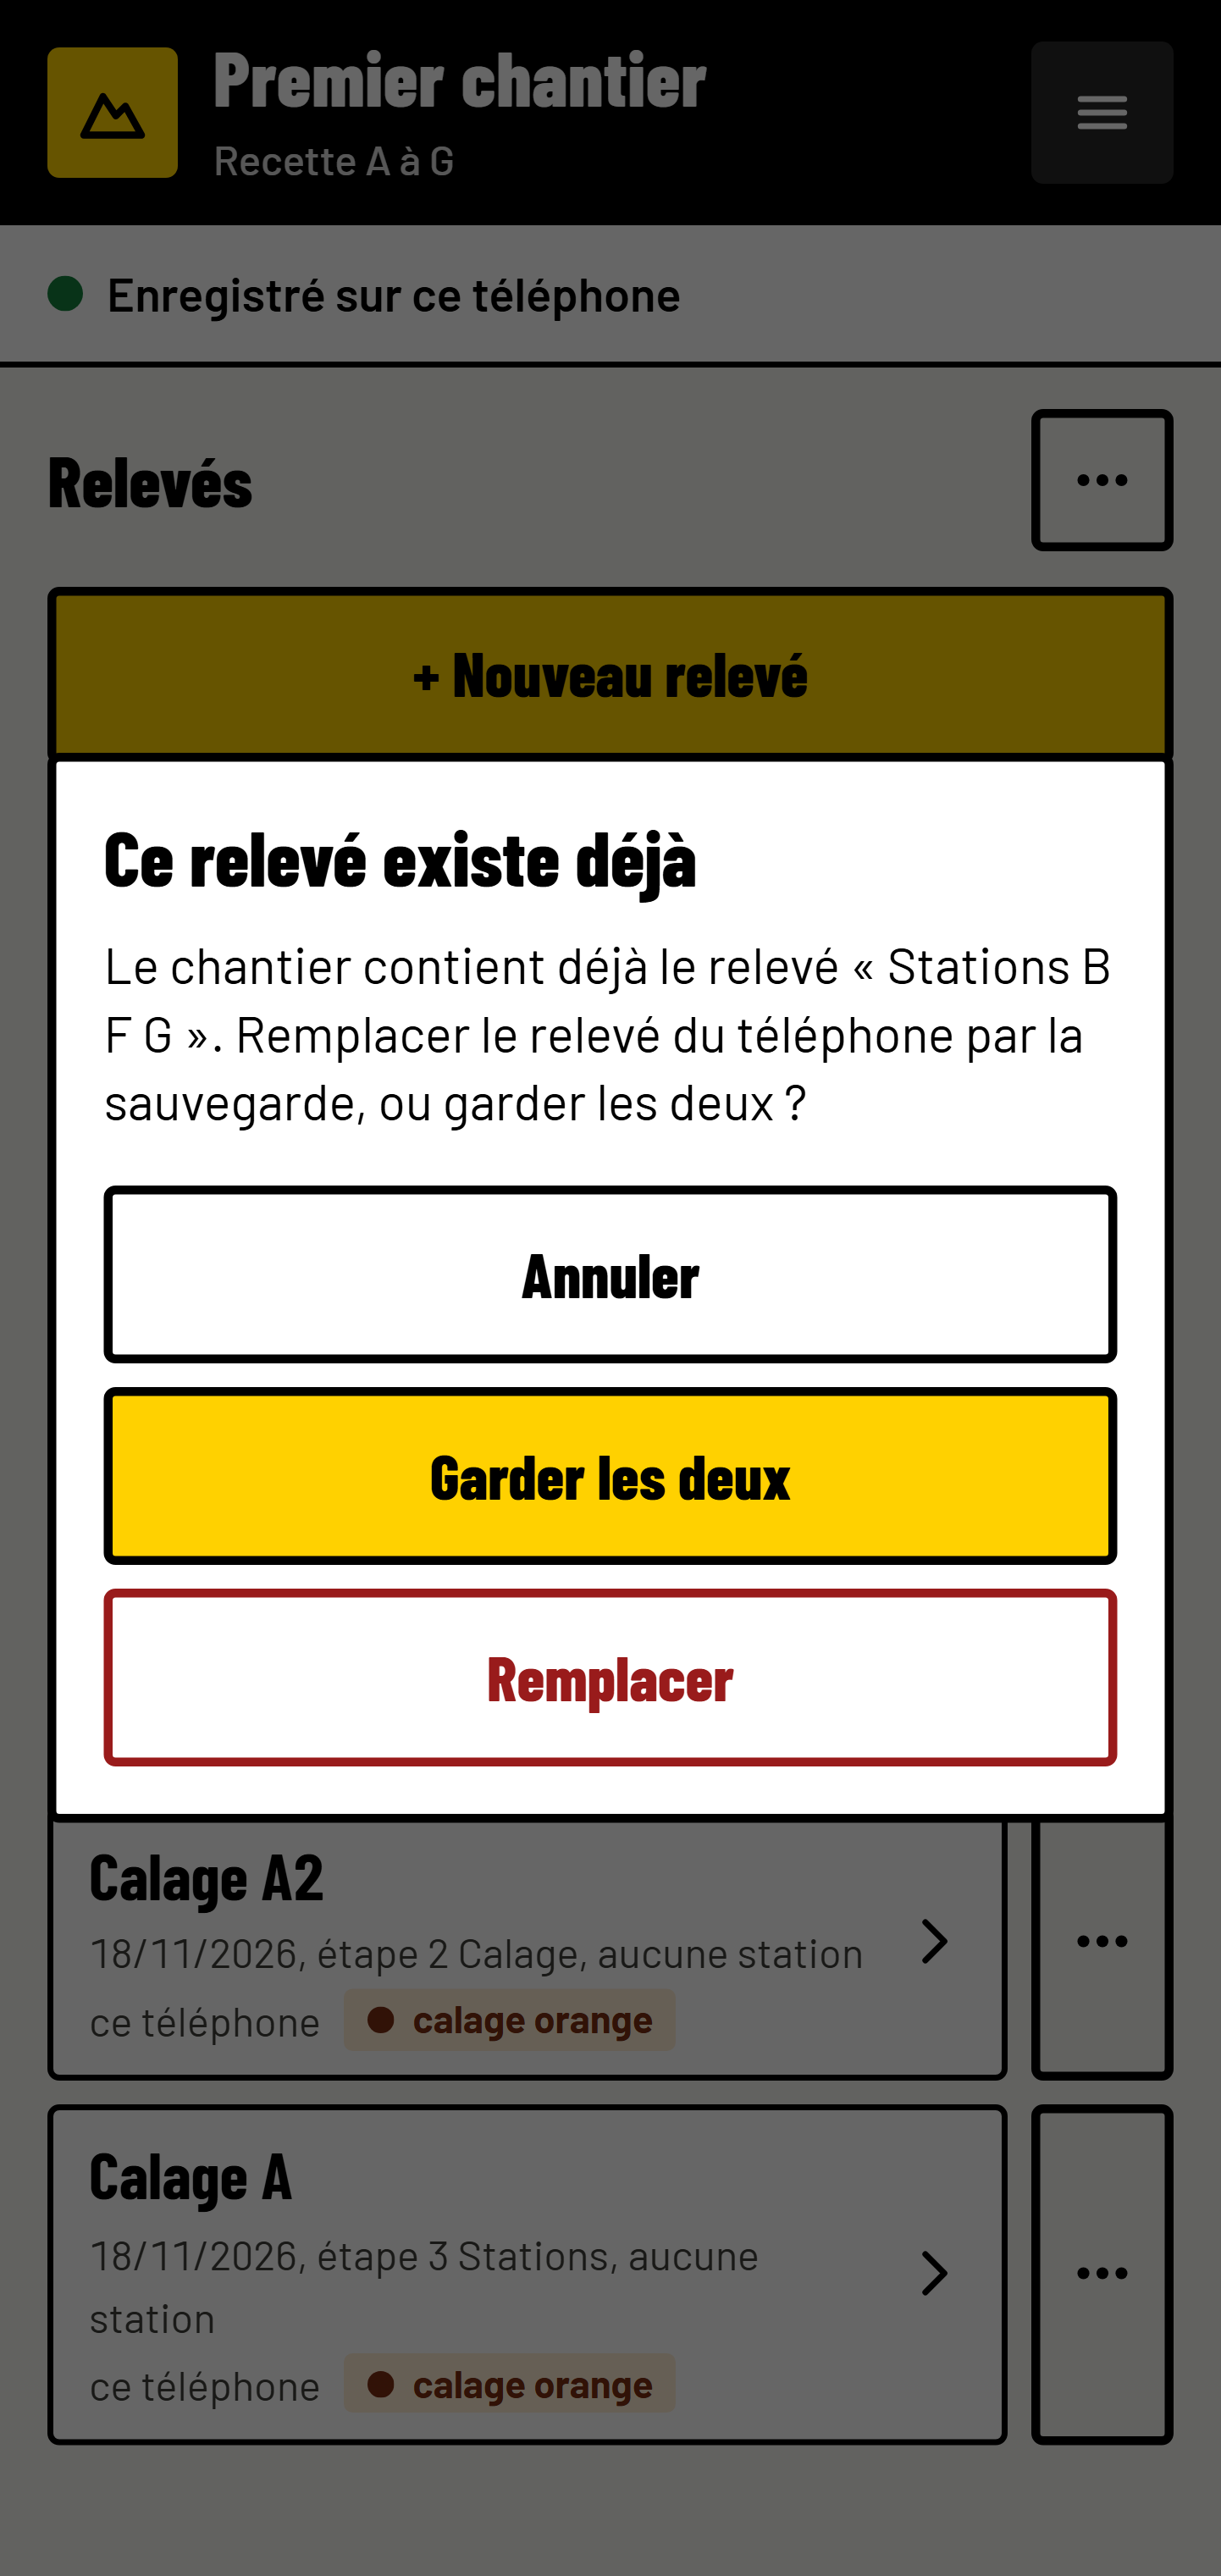 Premier chantier
Recette A à G
Enregistré sur ce téléphone
Relevés
+ Nouveau relevé
Ce relevé existe déjà
Le chantier contient déjà le relevé « Stations B
F G ». Remplacer le relevé du téléphone par la
sauvegarde, ou garder les deux ?
Annuler
Garder les deux
Remplacer
Calage A2
18/11/2026, étape 2 Calage, aucune station
ce téléphone calage orange
Calage A
18/11/2026, étape 3 Stations, aucune
station
ce téléphone calage orange